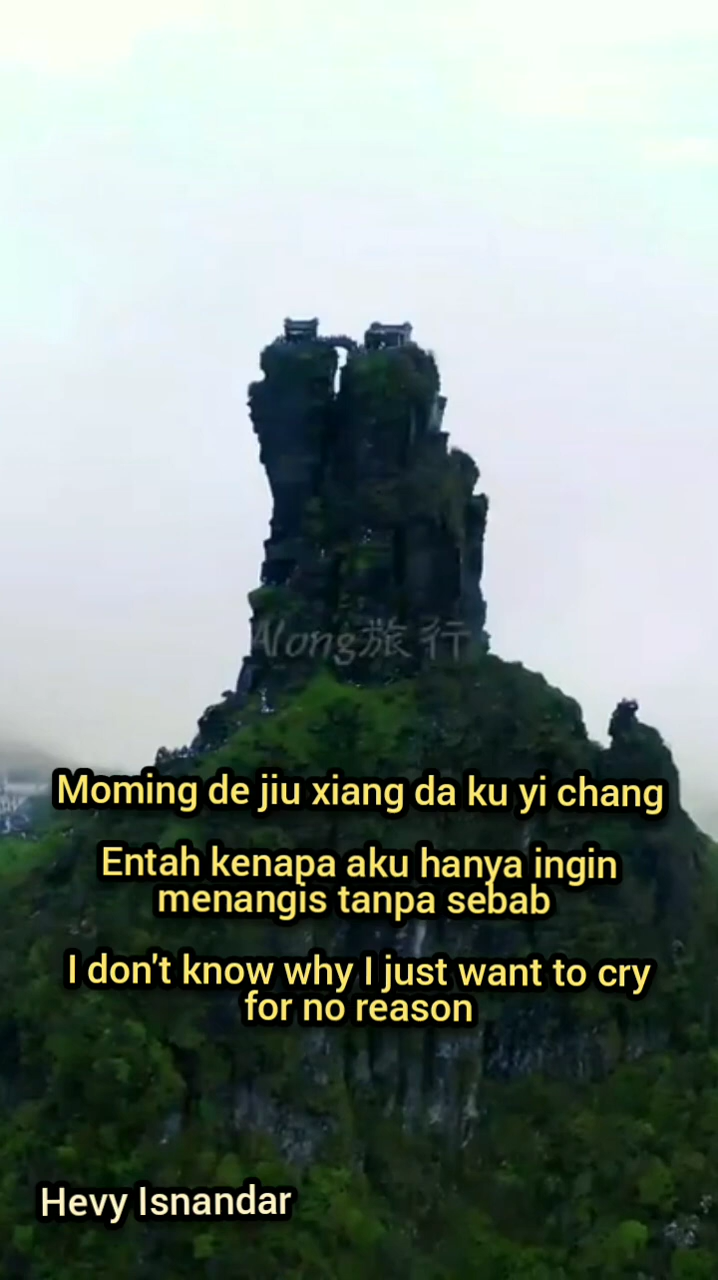 Along旅行
Moming de jiu xiang da ku yi chang
Entah kenapa aku hanya ingin
menangis tanpa sebab
I don't know why I just want to cry
for no reason
Hevy Isnandar